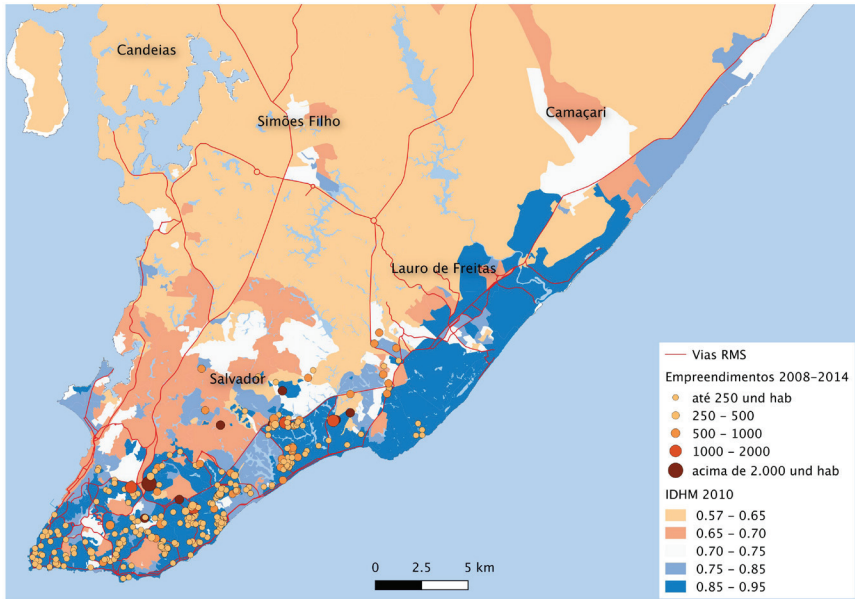 Candeias
Simões Filho
Camaçari
Lauro de Freitas
Salvador
Vias RMS
Empreendimentos 2008-2014
até 250 und hab
250 - 500
500 - 1000
1000 - 2000
acima de 2.000 und hab
IDHM 2010
0.57 - 0.65
0.65 - 0.70
0.70 - 0.75
0.75 - 0.85
0.85 - 0.95
0 2.5 5 km